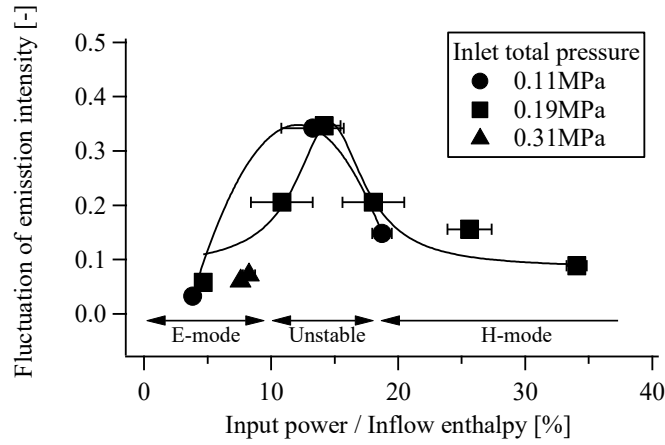 Fluctuation of emisstion intensity [-]
0.5
0.4
0.3
0.2
0.1
0.0
Inlet total pressure
0.11MPa
0.19MPa
0.31MPa
E-mode
Unstable
H-mode
0
10
20
30
40
Input power / Inflow enthalpy [%]